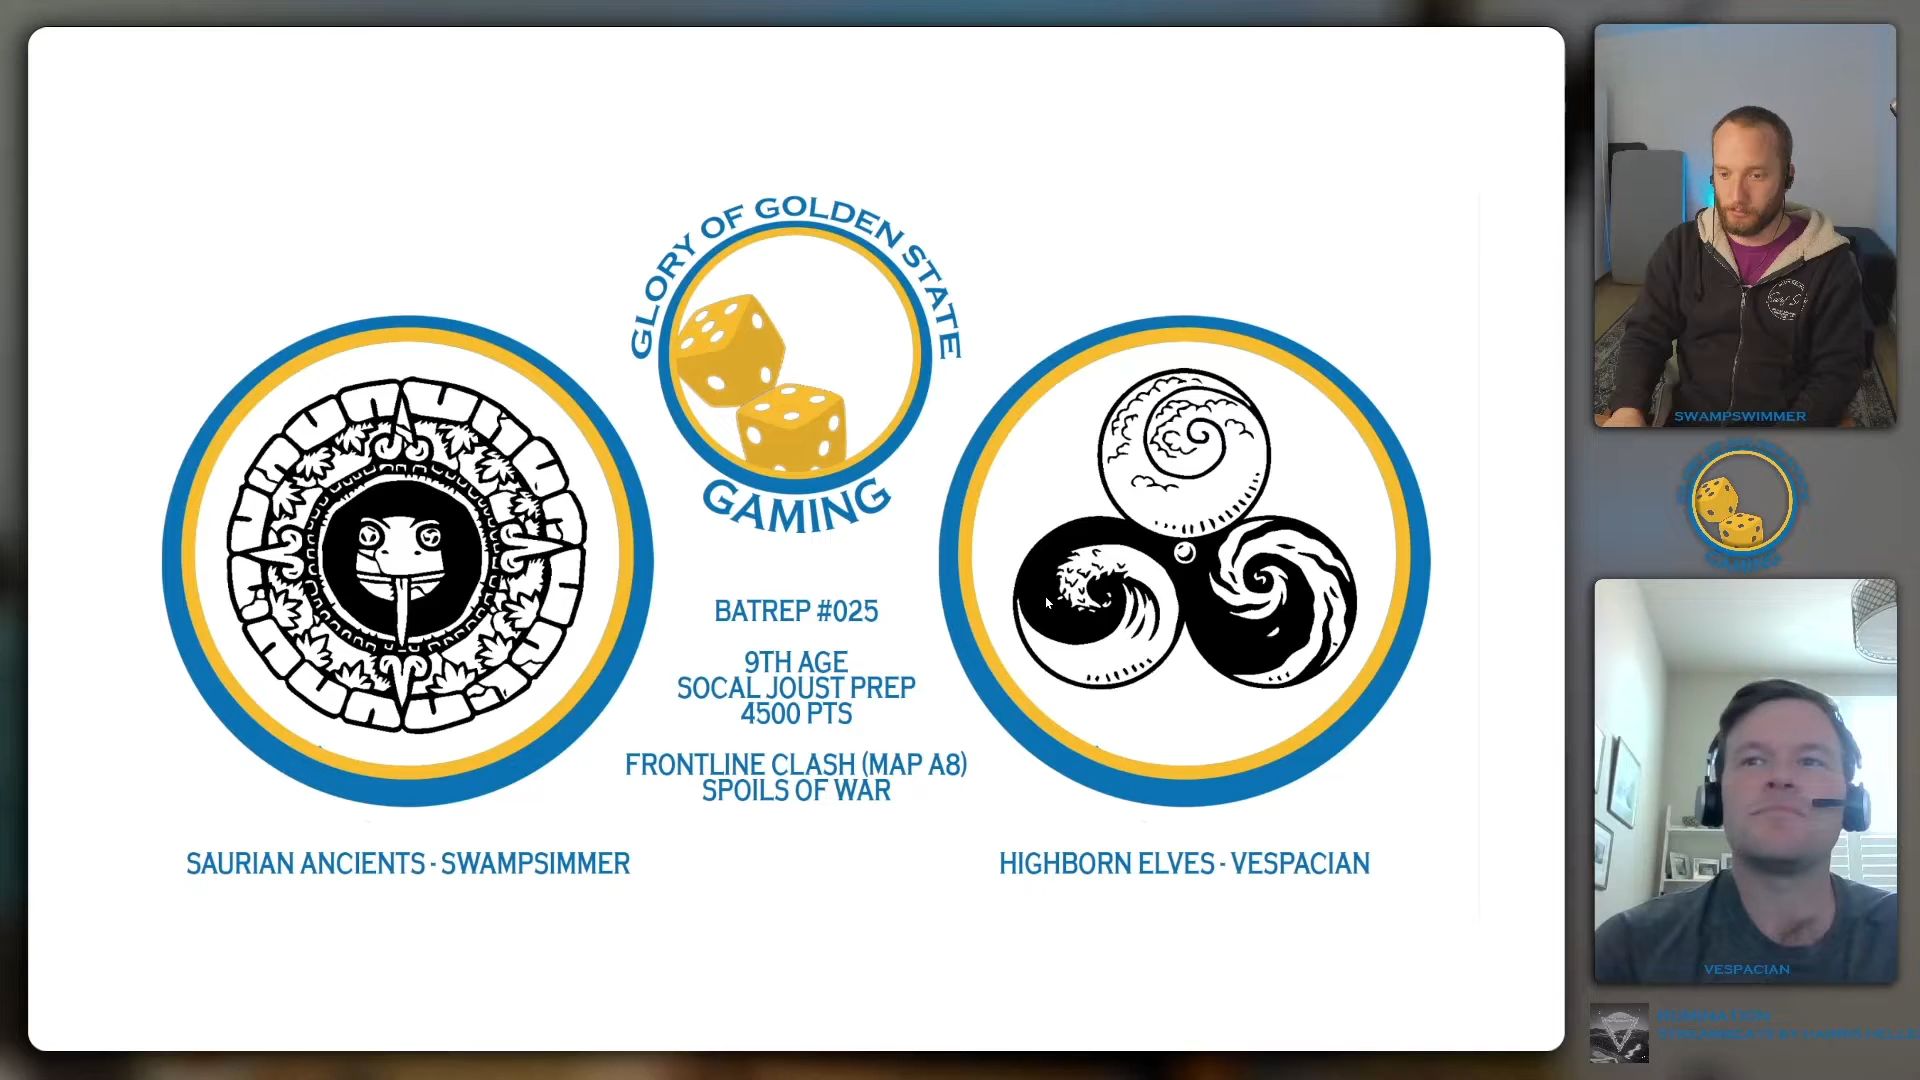 GLORY OF GOLDEN STATE
GAMING
BATREP #025
9TH AGE
SOCAL JOUST PREP
4500 PTS
FRONTLINE CLASH (MAP A8)
SPOILS OF WAR
SAURIAN ANCIENTS - SWAMPSIMMER
HIGHBORN ELVES - VESPACIAN
SWAMPSWIMMER
GAMING
VESPACIAN